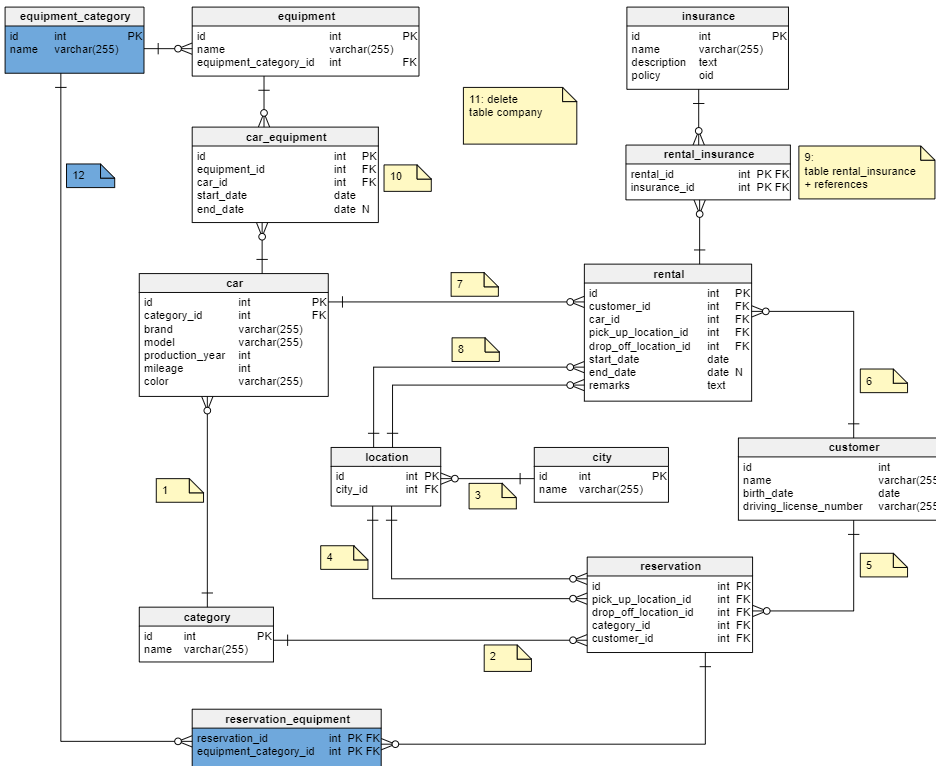 equipment_category
id int PK
name varchar(255)
equipment
id int PK
name varchar(255)
equipment_category_id int FK
insurance
id int PK
name varchar(255)
description text
policy oid
11: delete
table company
car_equipment
id int PK
equipment_id int FK
car_id int FK
start_date date
end_date date N
10
12
rental_insurance
rental_id int PK FK
insurance_id int PK FK
9:
table rental_insurance
+ references
car
id int PK
category_id int FK
brand varchar(255)
model varchar(255)
production_year int
mileage int
color varchar(255)
7
8
rental
id int PK
customer_id int FK
car_id int FK
pick_up_location_id int FK
drop_off_location_id int FK
start_date date
end_date date N
remarks text
6
location
id int PK
city_id int FK
city
id int PK
name varchar(255)
3
customer
id int
name varchar(255
birth_date date
driving_license_number varchar(255
1
4
5
reservation
id int PK
pick_up_location_id int FK
drop_off_location_id int FK
category_id int FK
customer_id int FK
category
id int PK
name varchar(255)
2
reservation_equipment
reservation_id int PK FK
equipment_category_id int PK FK